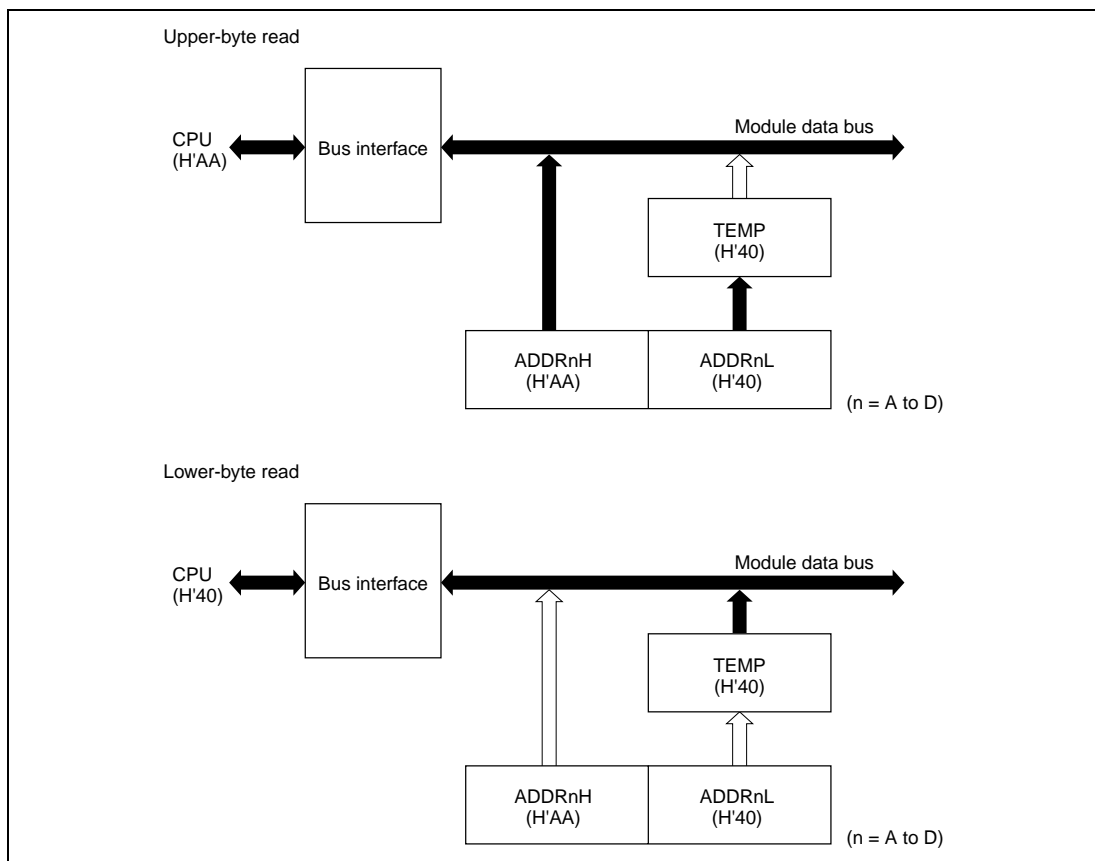 Upper-byte read
CPU
(H'AA)
Bus interface
Module data bus
TEMP
(H'40)
ADDRnH
(H'AA)
ADDRnL
(H'40)
(n = A to D)
Lower-byte read
CPU
(H'40)
Bus interface
Module data bus
TEMP
(H'40)
ADDRnH
(H'AA)
ADDRnL
(H'40)
(n = A to D)